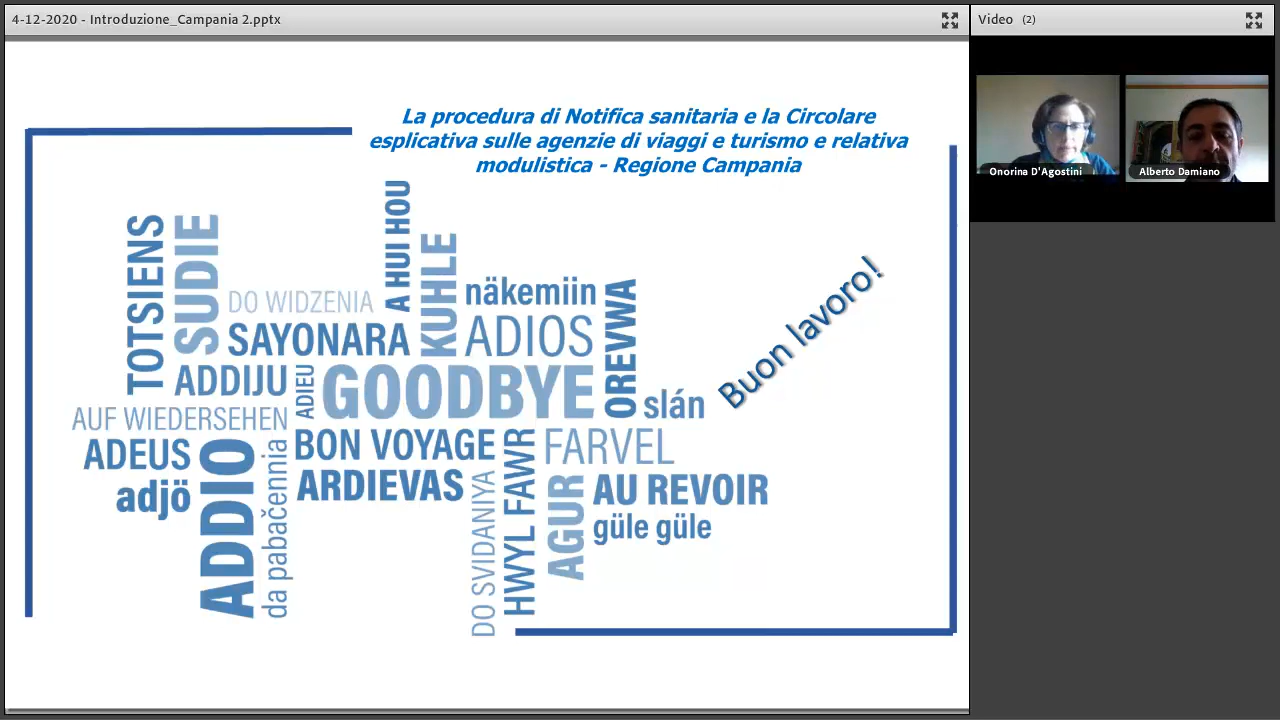 4-12-2020 - Introduzione_Campania 2.pptx
Video (2)
Onorina D'Agostini
Alberto Damiano
La procedura di Notifica sanitaria e la Circolare
esplicativa sulle agenzie di viaggi e turismo e relativa
modulistica - Regione Campania
TOTSIENS
SUDIE
DO WIDZENIA
A HUI HOU
KUHLE
näkemiin
OREVWA
SAYONARA
ADIOS
ADDIJU
ADIEU
GOODBYE
slán
Buon lavoro!
AUF WIEDERSEHEN
ADEUS
adjö
ADDIO
da pabačennia
BON VOYAGE
ARDIEVAS
DO SVIDANIYA
HWYL FAWR
FARVEL
AGUR
AU REVOIR
güle güle